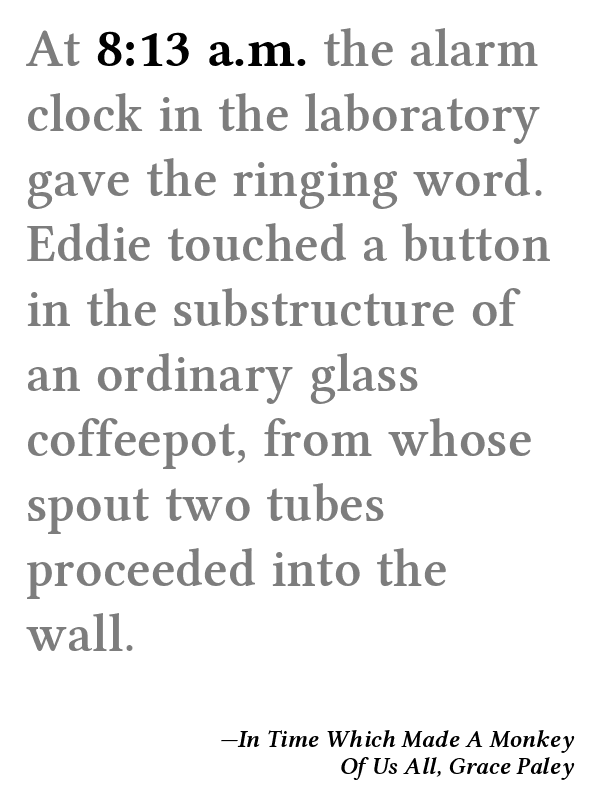 At 8:13 a.m. the alarm
clock in the laboratory
gave the ringing word.
Eddie touched a button
in the substructure of
an ordinary glass
coffeepot, from whose
spout two tubes
proceeded into the
wall.
—In Time Which Made A Monkey
Of Us All, Grace Paley